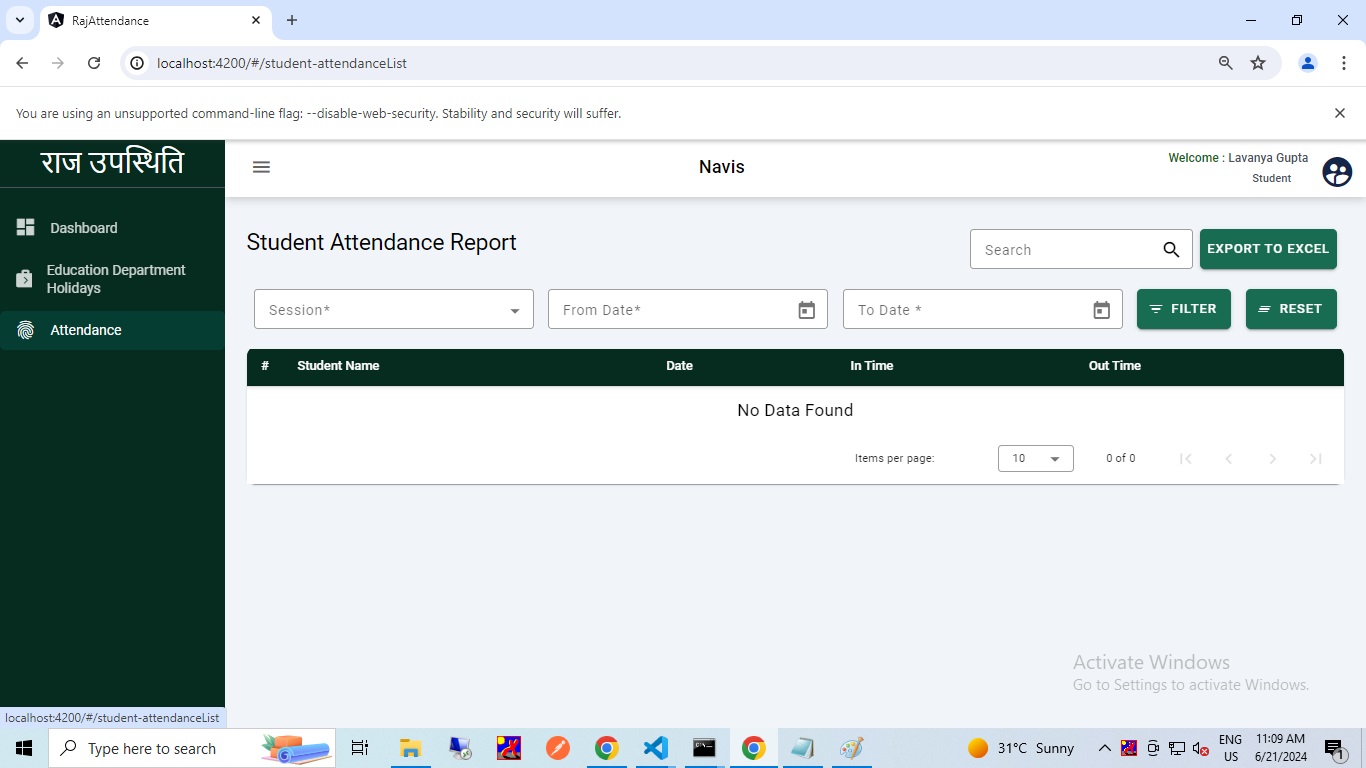 RajAttendance
localhost:4200/#/student-attendanceList
You are using an unsupported command-line flag: --disable-web-security. Stability and security will suffer.
राज उपस्थिति
Navis
Welcome : Lavanya Gupta
Student
Dashboard
Education Department
Holidays
Attendance
Student Attendance Report
Search
EXPORT TO EXCEL
Session*
From Date*
To Date *
FILTER
RESET
# Student Name Date In Time Out Time
No Data Found
Items per page: 10 0 of 0
Activate Windows
Go to Settings to activate Windows.
localhost:4200/#/student-attendanceList
Type here to search
31°C Sunny
ENG
US
11:09 AM
6/21/2024
1